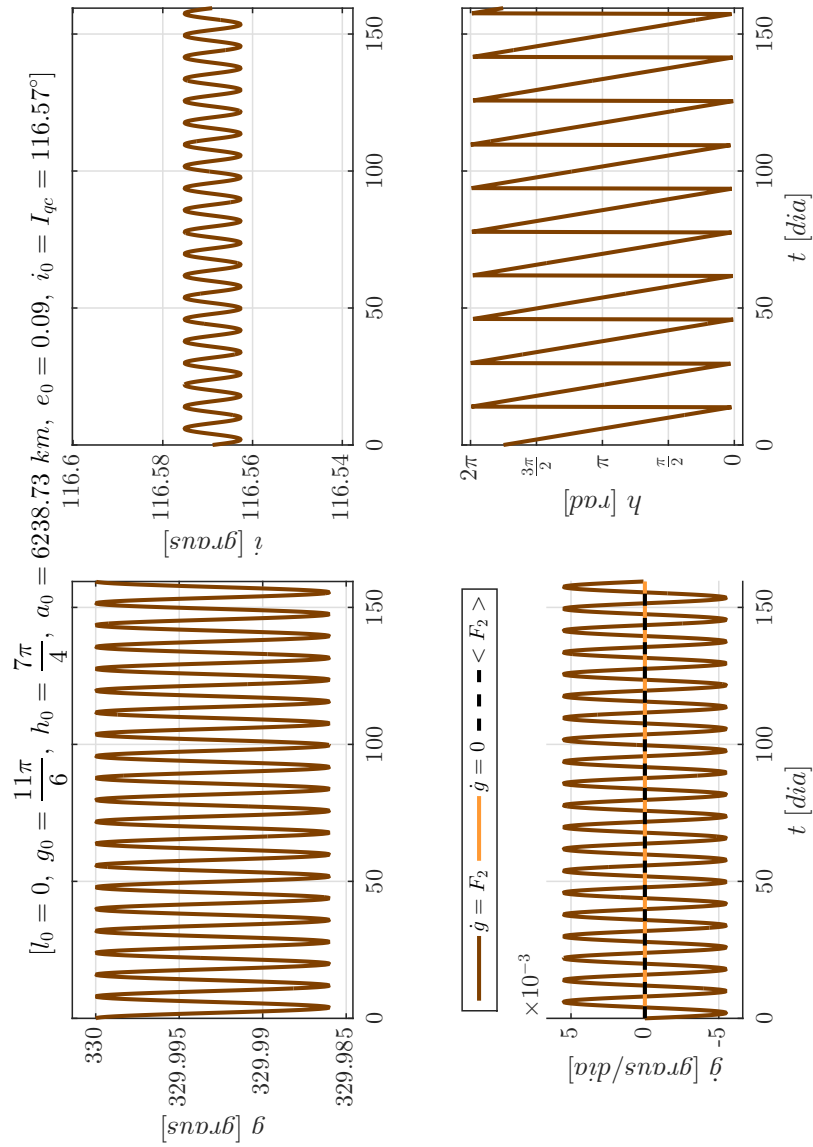 [l_0 = 0, g_0 = 11π/6, h_0 = 7π/4, a_0 = 6238.73 km, e_0 = 0.09, i_0 = I_{qc} = 116.57°]
g [graus]
330
329.995
329.99
329.985
0 50 100 150
i [graus]
116.6
116.58
116.56
116.54
0 50 100 150
ġ = F_2 ġ = 0 < F_2 >
×10^{-3}
ġ [graus/dia]
5
0
-5
0 50 100 150
t [dia]
h [rad]
2π
3π/2
π
π/2
0
0 50 100 150
t [dia]